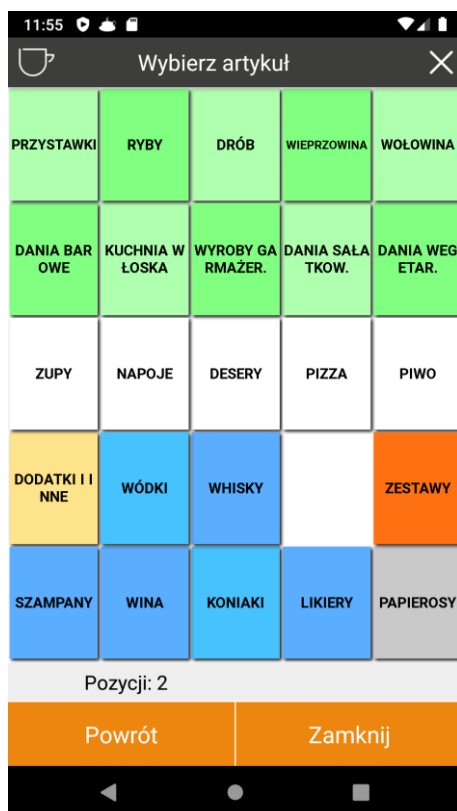 11:55
Wybierz artykuł
PRZYSTAWKI
RYBY
DRÓB
WIEPRZOWINA
WOŁOWINA
DANIA BAR
OWE
KUCHNIA W
ŁOSKA
WYROBY GA
RMAŻER.
DANIA SAŁA
TKOW.
DANIA WEG
ETAR.
ZUPY
NAPOJE
DESERY
PIZZA
PIWO
DODATKI I I
NNE
WÓDKI
WHISKY
ZESTAWY
SZAMPANY
WINA
KONIAKI
LIKIERY
PAPIEROSY
Pozycji: 2
Powrót
Zamknij